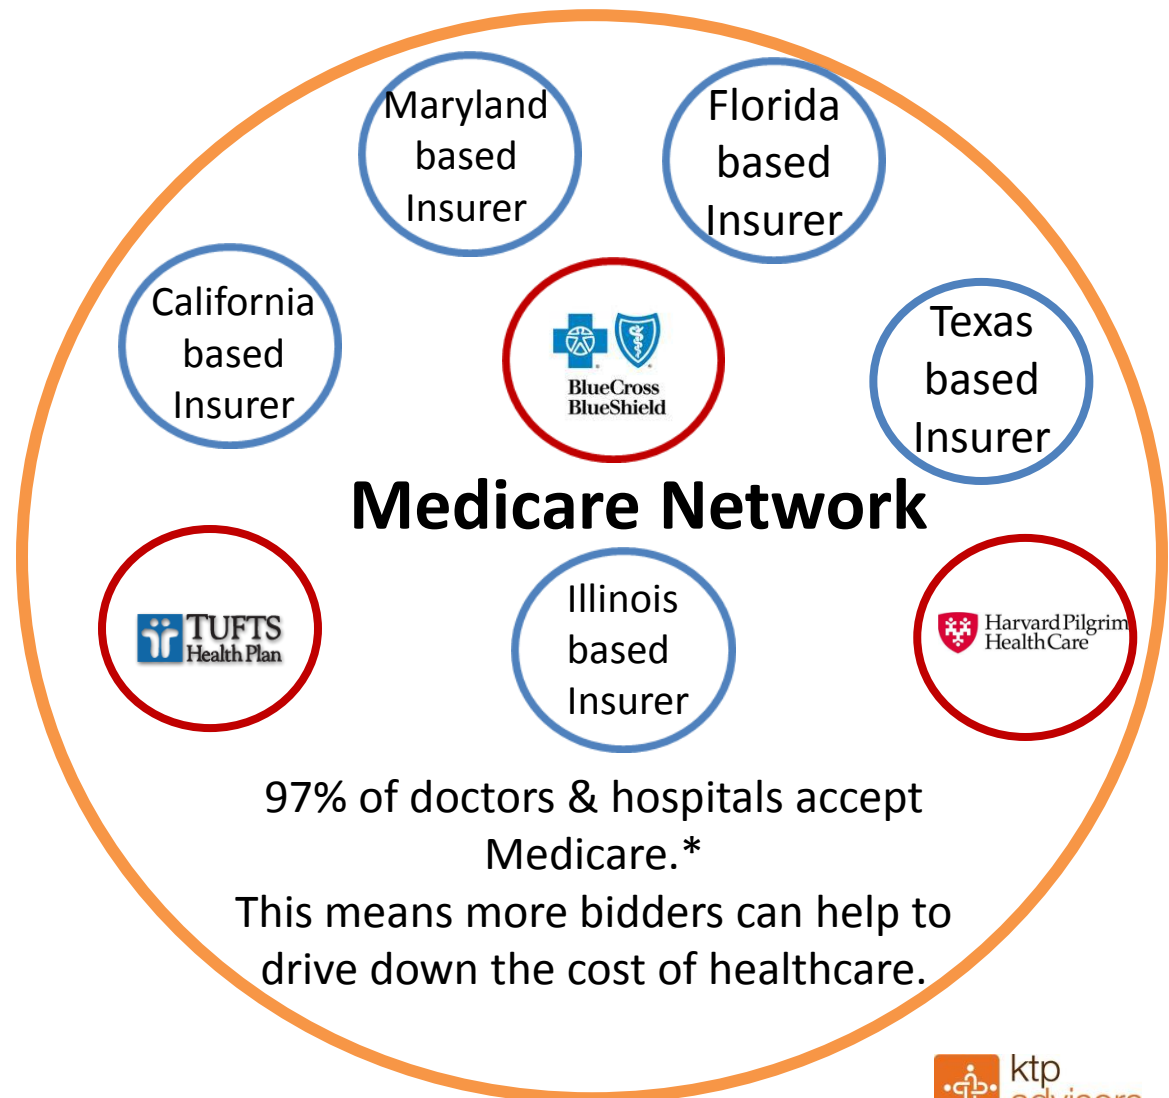 Maryland
based
Insurer
Florida
based
Insurer
California
based
Insurer
BlueCross
BlueShield
Texas
based
Insurer
Medicare Network
TUFTS
Health Plan
Illinois
based
Insurer
Harvard Pilgrim
HealthCare
97% of doctors & hospitals accept
Medicare.*
This means more bidders can help to
drive down the cost of healthcare.
ktp
advisors